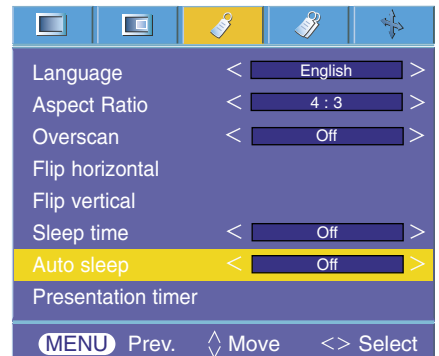 Language < English >
Aspect Ratio < 4 : 3 >
Overscan < Off >
Flip horizontal
Flip vertical
Sleep time < Off >
Auto sleep < Off >
Presentation timer
MENU Prev. Move <> Select